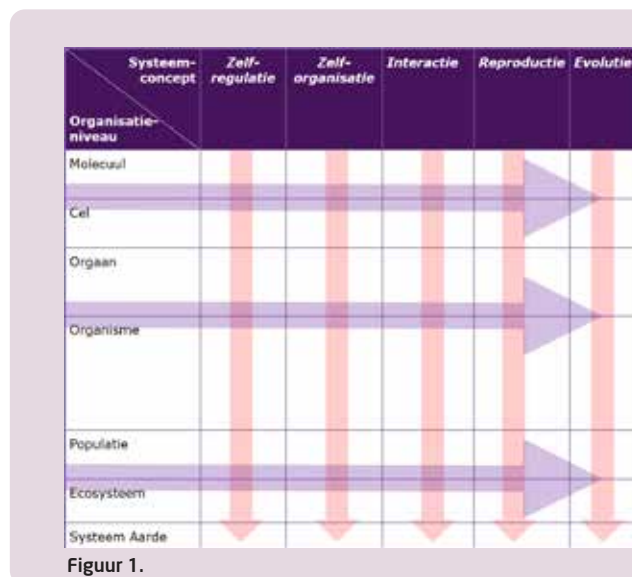 Systeem-
concept
Zelf-
regulatie
Zelf-
organisatie
Interactie
Reproductie
Evolutie
Organisatie-
niveau
Molecuul
Cel
Orgaan
Organisme
Populatie
Ecosysteem
Systeem Aarde
Figuur 1.